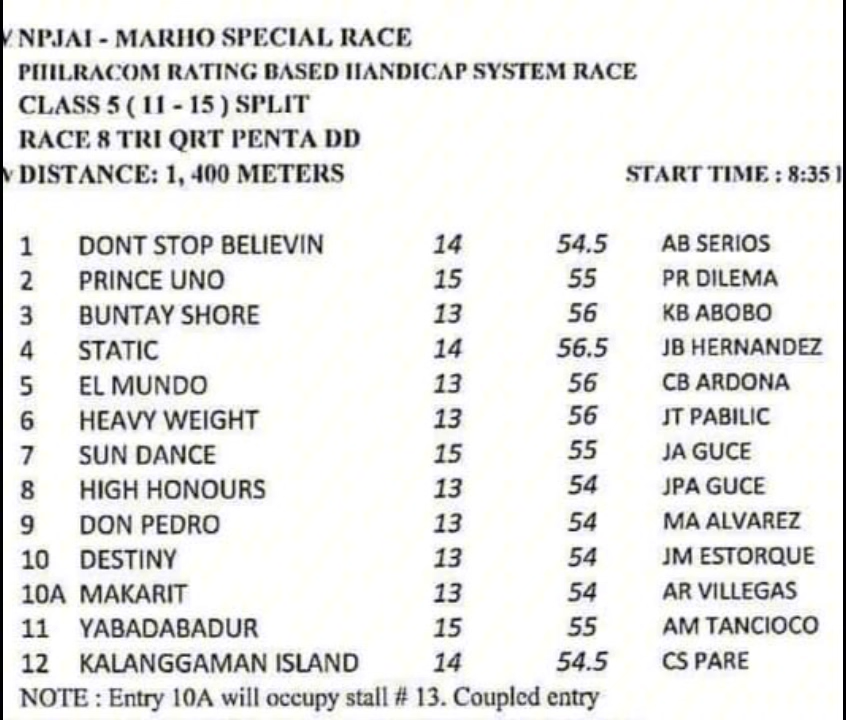 NPJAI - MARHO SPECIAL RACE
PHILRACOM RATING BASED HANDICAP SYSTEM RACE
CLASS 5 ( 11 - 15 ) SPLIT
RACE 8 TRI QRT PENTA DD
DISTANCE: 1, 400 METERS START TIME : 8:35
1 DONT STOP BELIEVIN 14 54.5 AB SERIOS
2 PRINCE UNO 15 55 PR DILEMA
3 BUNTAY SHORE 13 56 KB ABOBO
4 STATIC 14 56.5 JB HERNANDEZ
5 EL MUNDO 13 56 CB ARDONA
6 HEAVY WEIGHT 13 56 JT PABILIC
7 SUN DANCE 15 55 JA GUCE
8 HIGH HONOURS 13 54 JPA GUCE
9 DON PEDRO 13 54 MA ALVAREZ
10 DESTINY 13 54 JM ESTORQUE
10A MAKARIT 13 54 AR VILLEGAS
11 YABADABADUR 15 55 AM TANCIOCO
12 KALANGGAMAN ISLAND 14 54.5 CS PARE
NOTE : Entry 10A will occupy stall # 13. Coupled entry